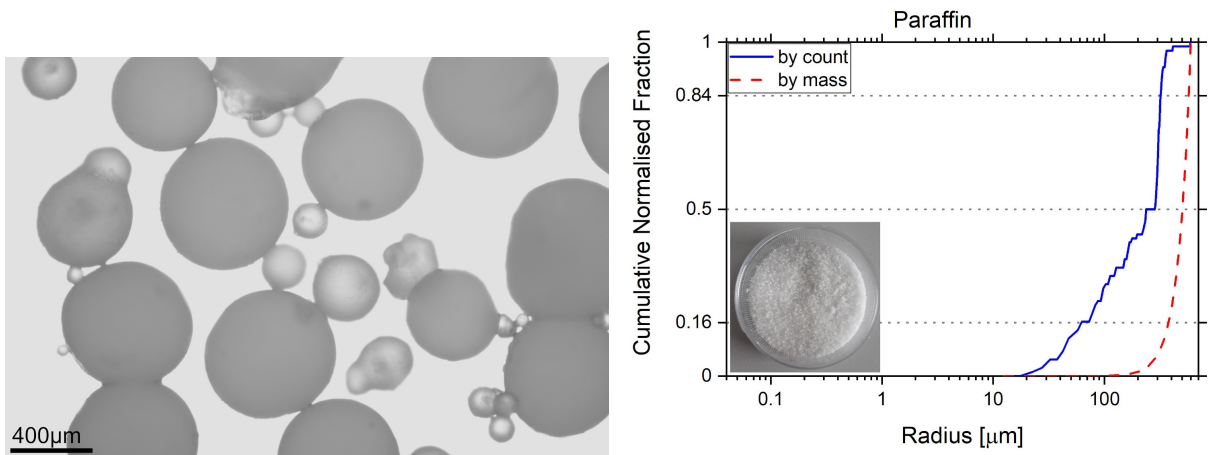 400μm
Paraffin
by count
by mass
Cumulative Normalised Fraction
1
0.84
0.5
0.16
0
0.1
1
10
100
Radius [μm]